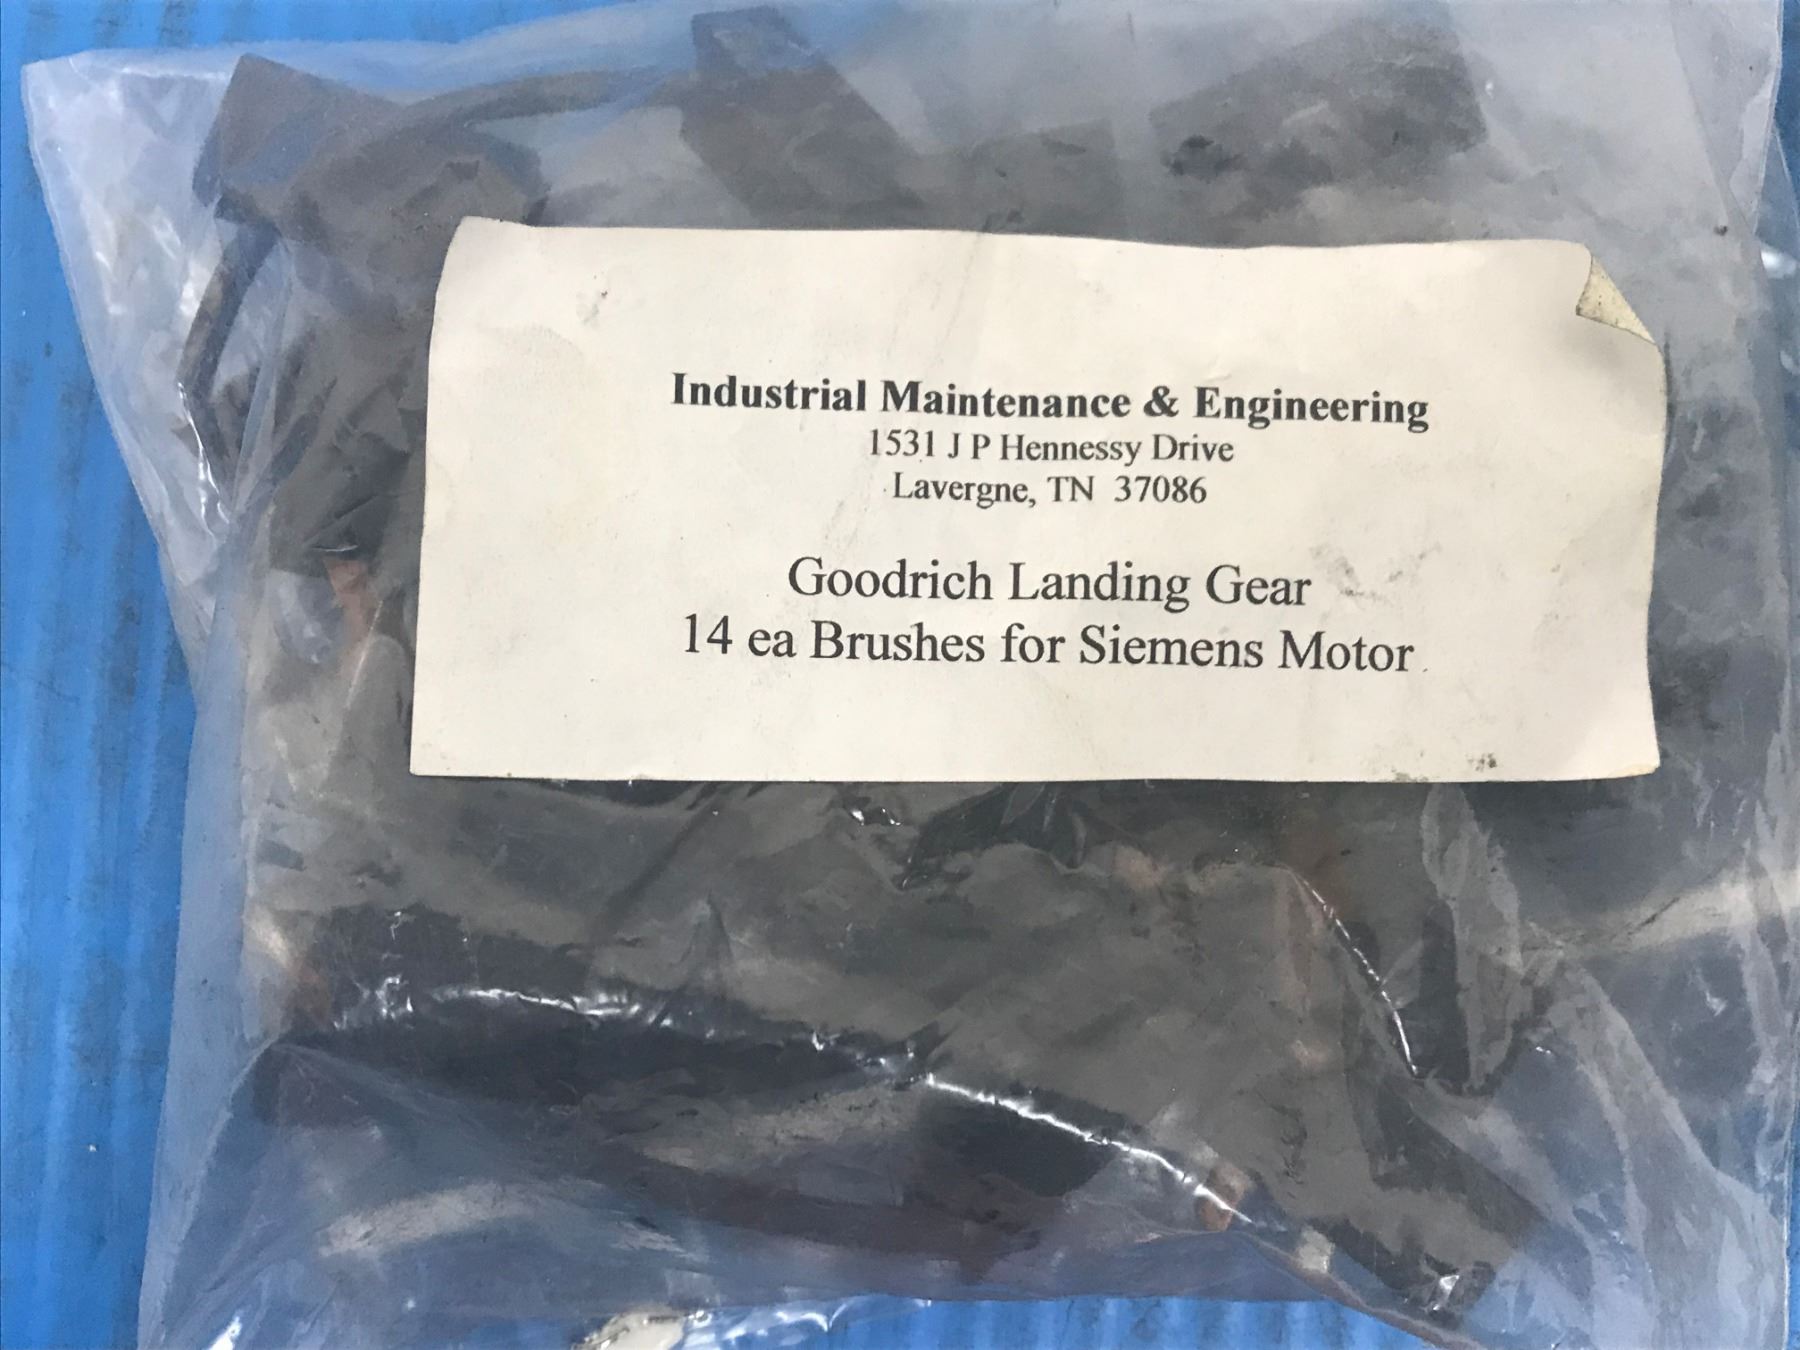 Industrial Maintenance & Engineering
1531 J P Hennessy Drive
Lavergne, TN 37086
Goodrich Landing Gear
14 ea Brushes for Siemens Motor